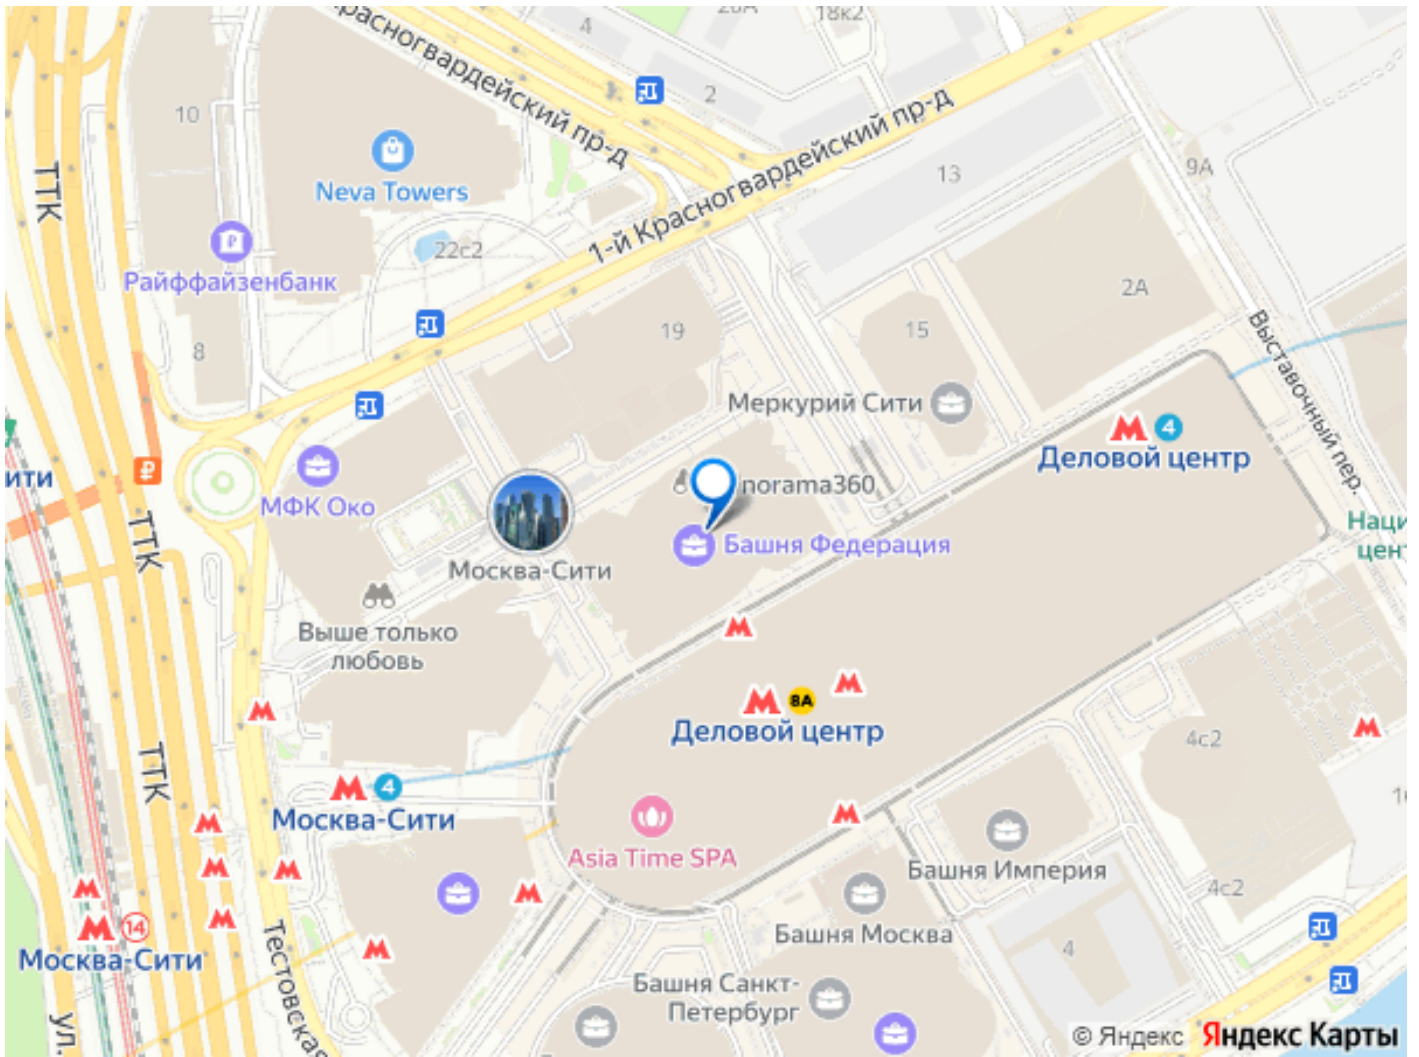 Красногвардейский пр-д
4
18к2
2
10
ТТК
Neva Towers
1-й Красногвардейский пр-д
13
9А
22с2
Райффайзенбанк
2А
8
19
15
Выставочный пер.
Меркурий Сити
4
Деловой центр
ити
МФК Око
norama360
Башня Федерация
Москва-Сити
ТТК
Выше только
любовь
8А
Деловой центр
4с2
ТТК
4
Москва-Сити
Asia Time SPA
Башня Империя
4с2
14
Москва-Сити
Тестовская
Башня Москва
4
Башня Санкт-
Петербург
ул.
© Яндекс Яндекс Карты